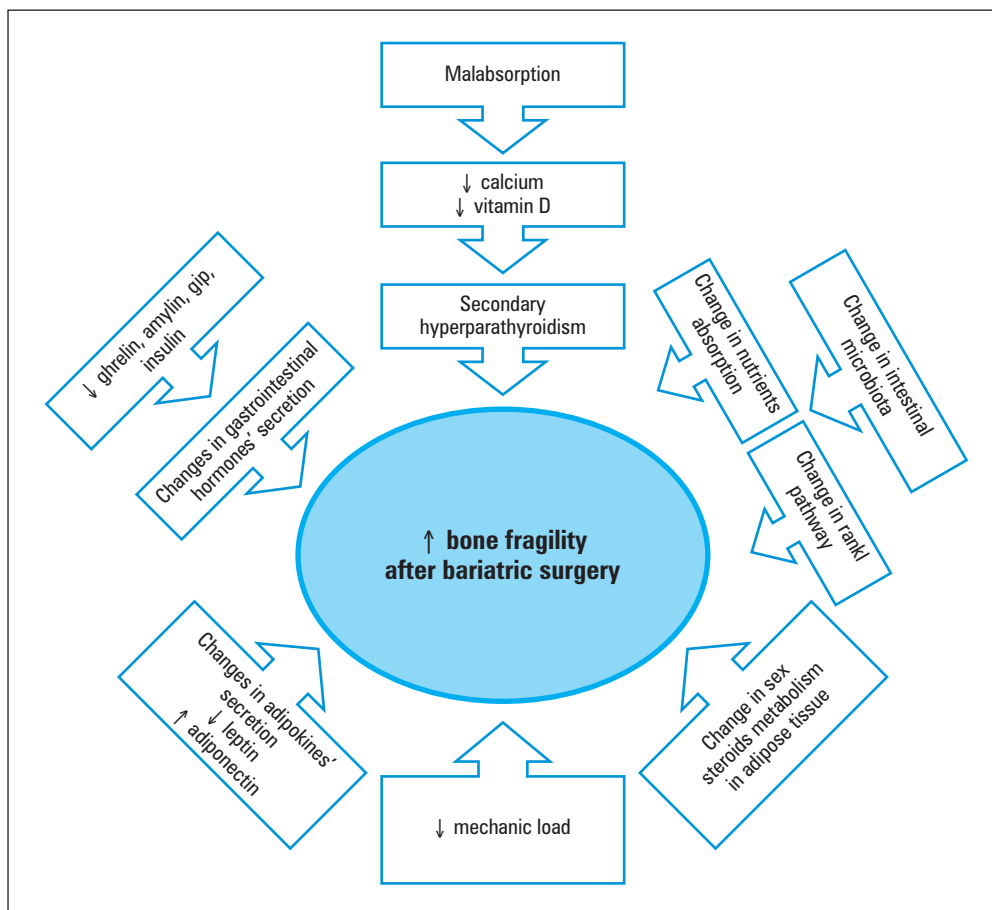 Malabsorption
↓ calcium
↓ vitamin D
Secondary
hyperparathyroidism
↓ ghrelin, amylin, gip,
insulin
Changes in gastrointestinal
hormones’ secretion
Change in nutrients
absorption
Change in intestinal
microbiota
Change in rankl
pathway
↑ bone fragility
after bariatric surgery
Changes in adipokines’
secretion
↓ leptin
↑ adiponectin
↓ mechanic load
Change in sex
steroids metabolism
in adipose tissue